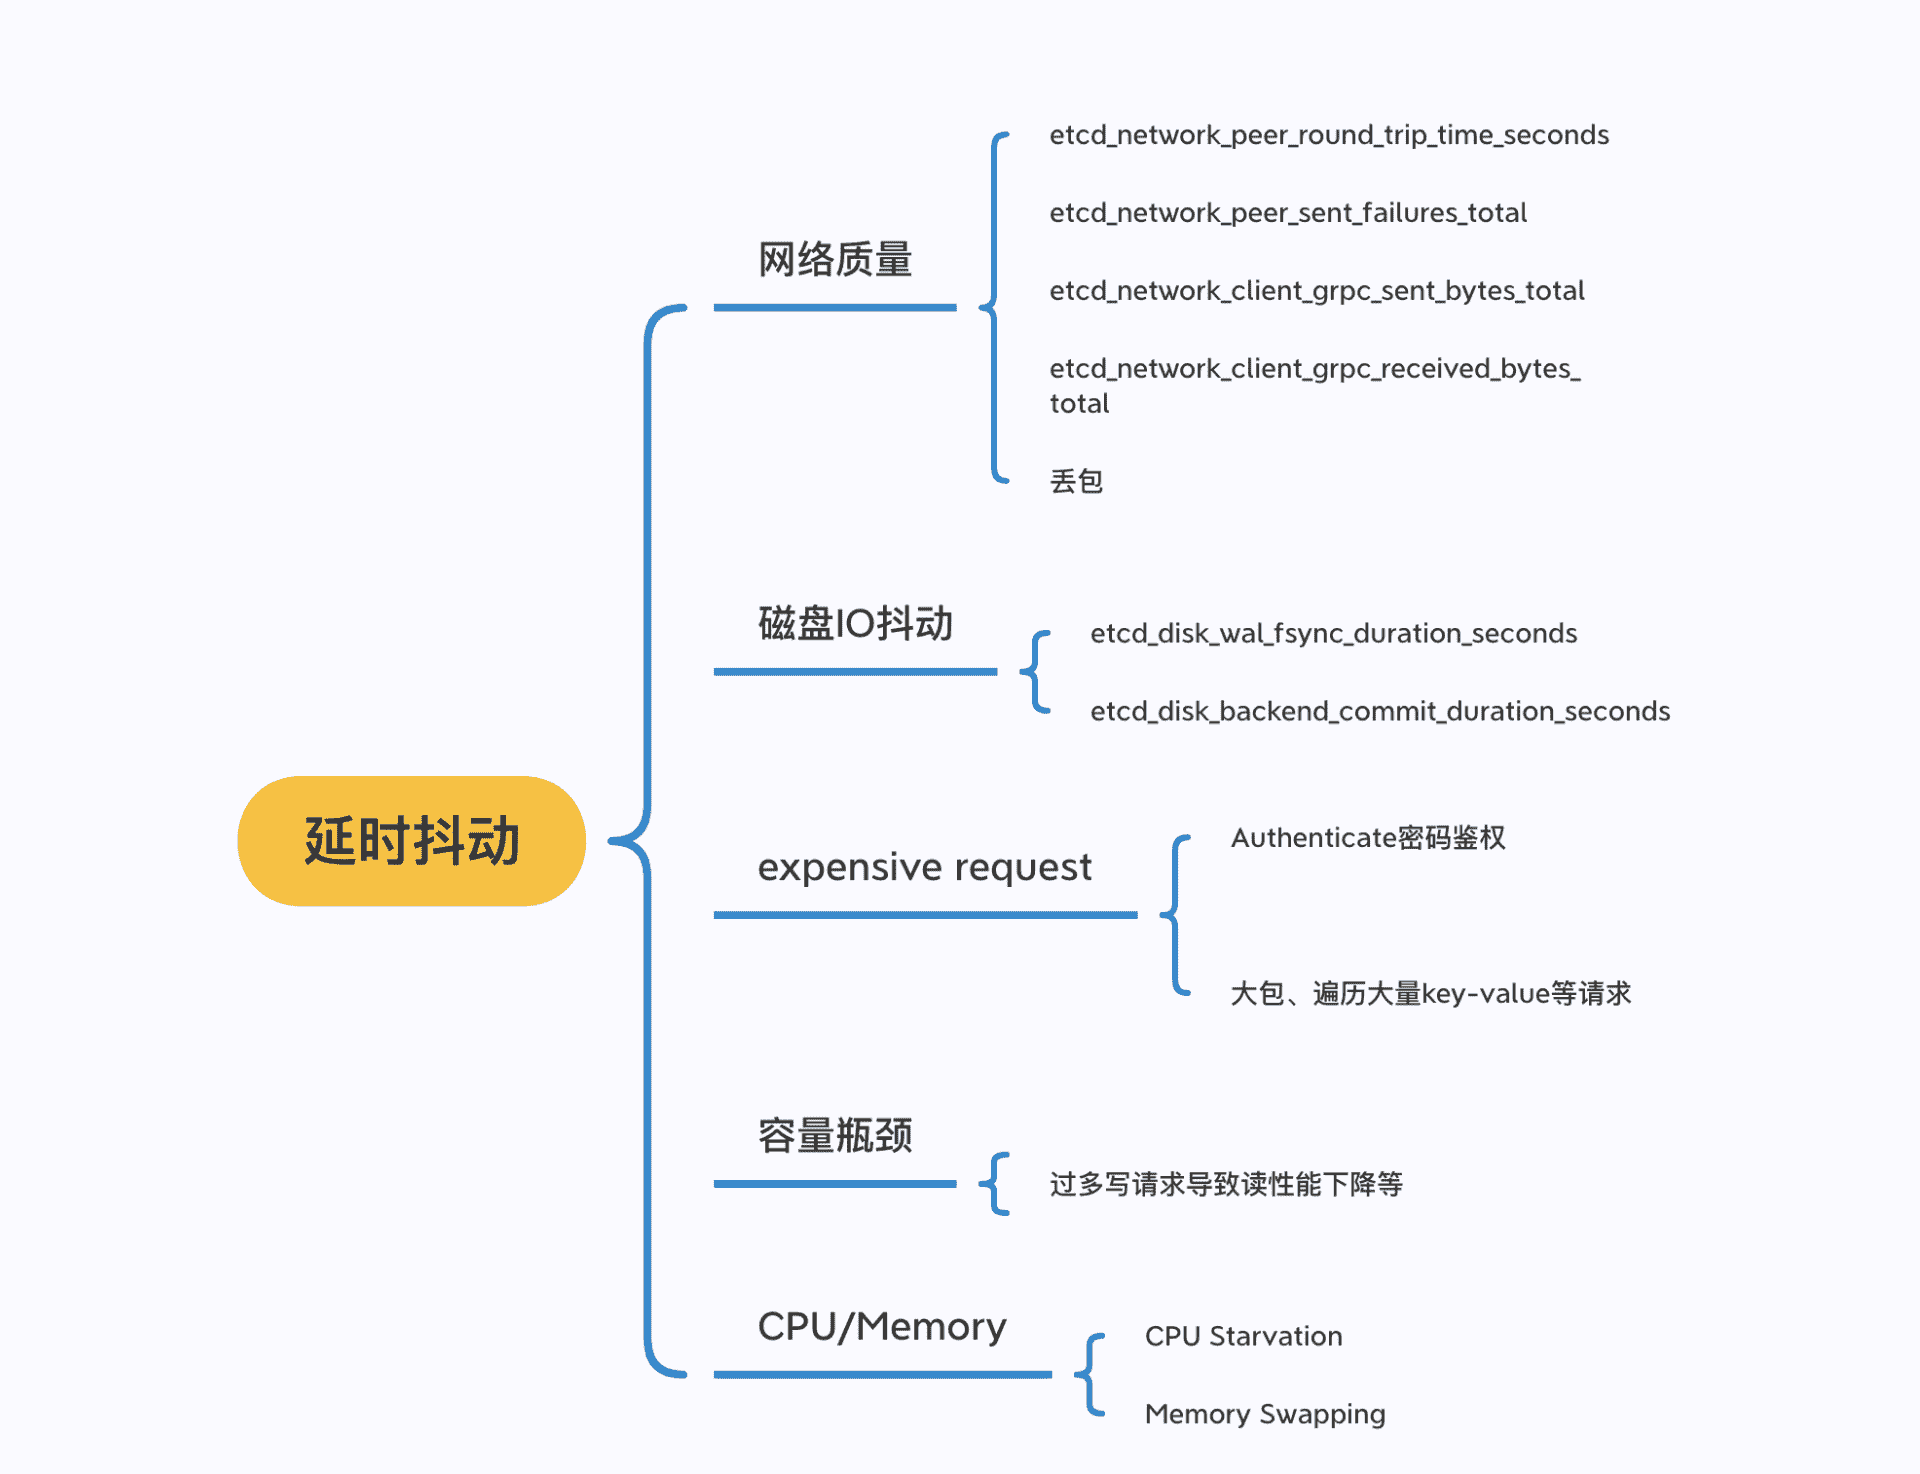 延时抖动
网络质量
etcd_network_peer_round_trip_time_seconds
etcd_network_peer_sent_failures_total
etcd_network_client_grpc_sent_bytes_total
etcd_network_client_grpc_received_bytes_
total
丢包
磁盘IO抖动
etcd_disk_wal_fsync_duration_seconds
etcd_disk_backend_commit_duration_seconds
expensive request
Authenticate密码鉴权
大包、遍历大量key-value等请求
容量瓶颈
过多写请求导致读性能下降等
CPU/Memory
CPU Starvation
Memory Swapping